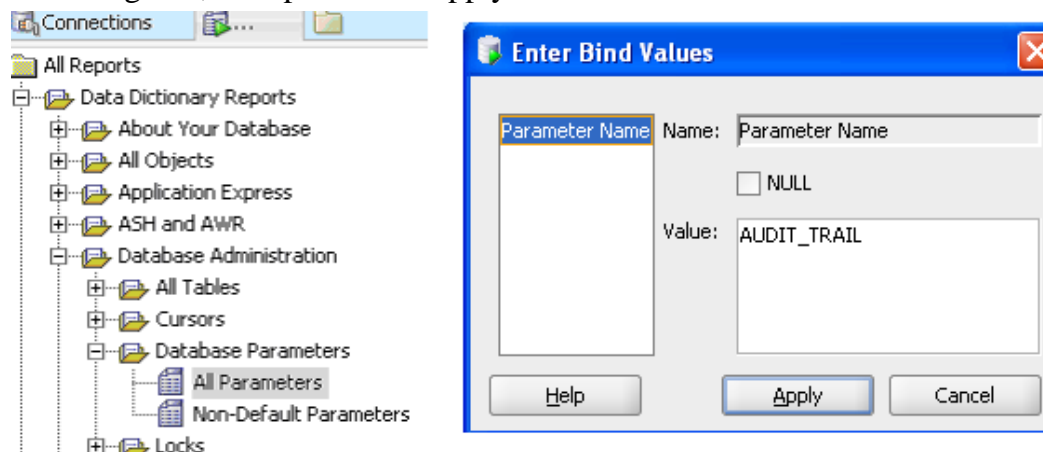 Connections
...
All Reports
Data Dictionary Reports
About Your Database
All Objects
Application Express
ASH and AWR
Database Administration
All Tables
Cursors
Database Parameters
All Parameters
Non-Default Parameters
Locks
Enter Bind Values
Parameter Name
Name: Parameter Name
NULL
Value: AUDIT_TRAIL
Help Apply Cancel